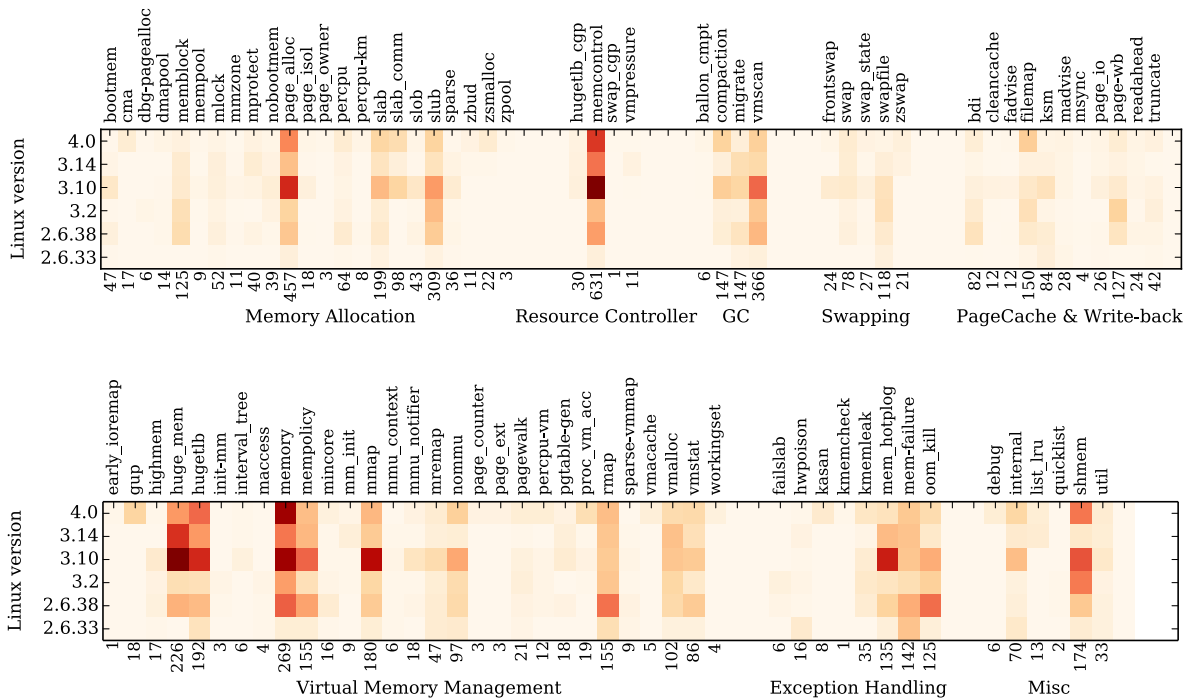 bootmem cma dbg-pagealloc dmapool memblock mempool mlock mmzone mprotect nobootmem page_alloc page_isol page_owner percpu percpu-km slab slab_comm slob slub sparse zbud zsmalloc zpool hugetlb_cgp memcontrol swap_cgp vmpressure ballon_cmpt compaction migrate vmscan frontswap swap swap_state swapfile zswap bdi cleancache fadvise filemap ksm madvise msync page_io page-wb readahead truncate
Linux version
4.0
3.14
3.10
3.2
2.6.38
2.6.33
47 17 6 14 125 9 52 11 40 39 457 18 3 64 8 199 98 43 309 36 11 22 3 30 631 1 11 6 147 147 366 24 78 27 118 21 82 12 12 150 84 28 4 26 127 24 42
Memory Allocation Resource Controller GC Swapping PageCache & Write-back
early_ioremap gup highmem huge_mem hugetlb init-mm interval_tree maccess memory mempolicy mincore mm_init mmap mmu_context mmu_notifier mremap nommu page_counter page_ext pagewalk percpu-vm pgtable-gen proc_vm_acc rmap sparse-vmmap vmacache vmalloc vmstat workingset failslab hwpoison kasan kmemcheck kmemleak mem_hotplog mem-failure oom_kill debug internal list_lru quicklist shmem util
Linux version
4.0
3.14
3.10
3.2
2.6.38
2.6.33
1 18 17 226 192 3 6 4 269 155 16 9 180 6 18 47 97 3 3 21 12 18 19 155 9 5 102 86 4 6 16 8 1 35 135 142 125 6 70 13 2 174 33
Virtual Memory Management Exception Handling Misc